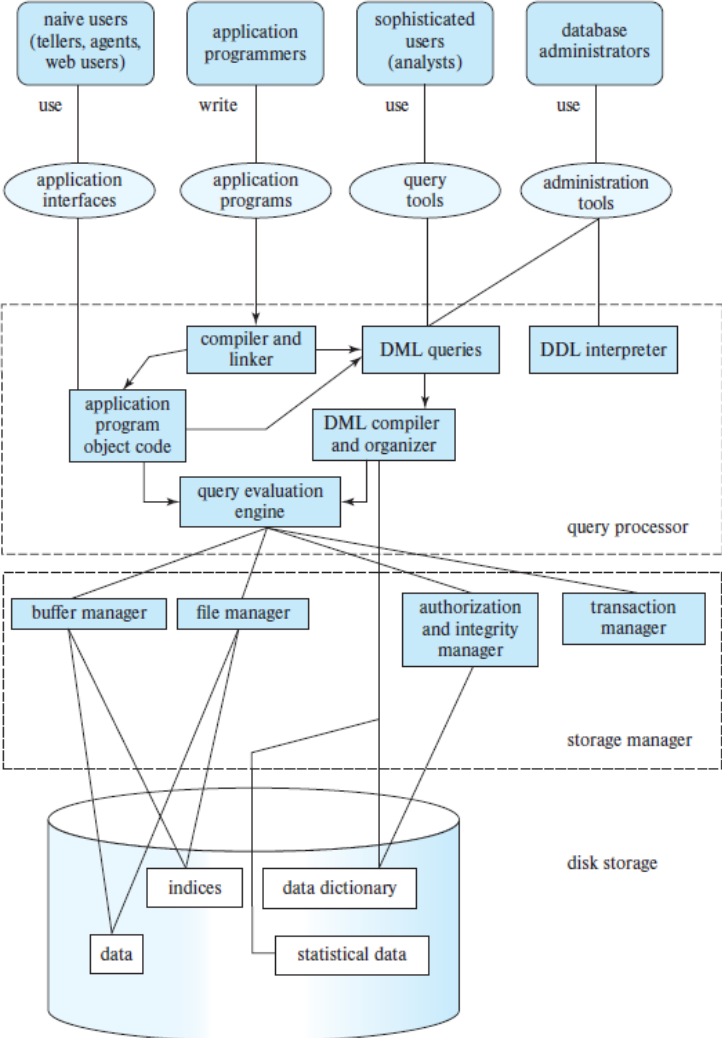 naive users
(tellers, agents,
web users)
application
programmers
sophisticated
users
(analysts)
database
administrators
use
write
use
use
application
interfaces
application
programs
query
tools
administration
tools
compiler and
linker
DML queries
DDL interpreter
application
program
object code
DML compiler
and organizer
query evaluation
engine
query processor
buffer manager
file manager
authorization
and integrity
manager
transaction
manager
storage manager
disk storage
indices
data dictionary
data
statistical data